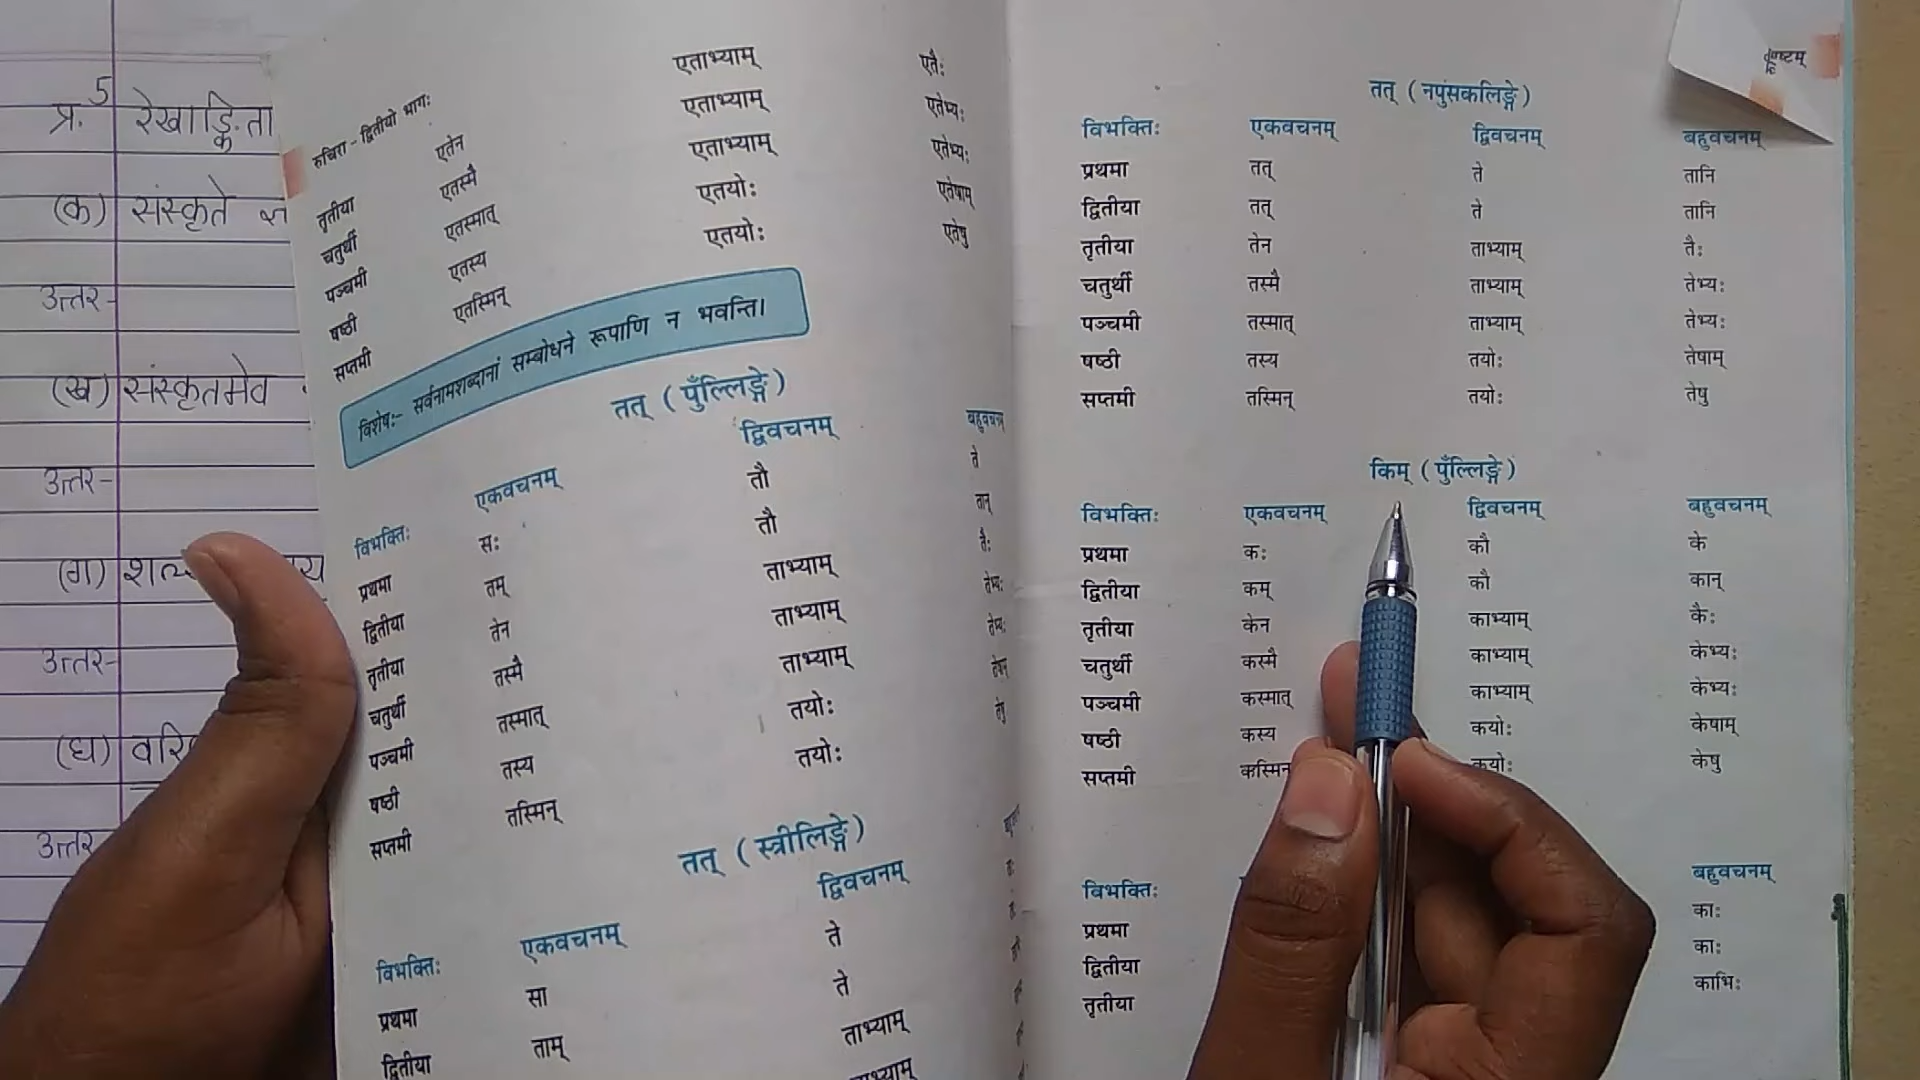 प्र. 5 रेखाङ्किता
(क) संस्कृते
उत्तर-
(ख) संस्कृतमेव
उत्तर-
(ग)
उत्तर-
(घ)
उत्तर
रुचिरा - द्वितीयो भागः
तृतीया एतेन एताभ्याम् एतैः
चतुर्थी एतस्मै एताभ्याम् एतेभ्यः
पञ्चमी एतस्मात् एताभ्याम् एतेभ्यः
षष्ठी एतस्य एतयोः एतेषाम्
सप्तमी एतस्मिन् एतयोः एतेषु
विशेषः- सर्वनामशब्दानां सम्बोधने रूपाणि न भवन्ति।
तत् ( पुँल्लिङ्गे )
विभक्तिः एकवचनम् द्विवचनम् बहुवचनम्
प्रथमा सः तौ ते
द्वितीया तम् तौ तान्
तृतीया तेन ताभ्याम् तैः
चतुर्थी तस्मै ताभ्याम् तेभ्यः
पञ्चमी तस्मात् ताभ्याम् तेभ्यः
षष्ठी तस्य तयोः
सप्तमी तस्मिन् तयोः तेषु
तत् ( स्त्रीलिङ्गे )
विभक्तिः एकवचनम् द्विवचनम्
प्रथमा सा ते
द्वितीया ताम् ते
ताभ्याम्
तत् ( नपुंसकलिङ्गे )
विभक्तिः एकवचनम् द्विवचनम् बहुवचनम्
प्रथमा तत् ते तानि
द्वितीया तत् ते तानि
तृतीया तेन ताभ्याम् तैः
चतुर्थी तस्मै ताभ्याम् तेभ्यः
पञ्चमी तस्मात् ताभ्याम् तेभ्यः
षष्ठी तस्य तयोः तेषाम्
सप्तमी तस्मिन् तयोः तेषु
किम् ( पुँल्लिङ्गे )
विभक्तिः एकवचनम् द्विवचनम् बहुवचनम्
प्रथमा कः कौ के
द्वितीया कम् कौ कान्
तृतीया केन काभ्याम् कैः
चतुर्थी कस्मै काभ्याम् केभ्यः
पञ्चमी कस्मात् काभ्याम् केभ्यः
षष्ठी कस्य कयोः केषाम्
सप्तमी कस्मिन कयोः केषु
विभक्तिः बहुवचनम्
प्रथमा काः
द्वितीया काः
तृतीया काभिः